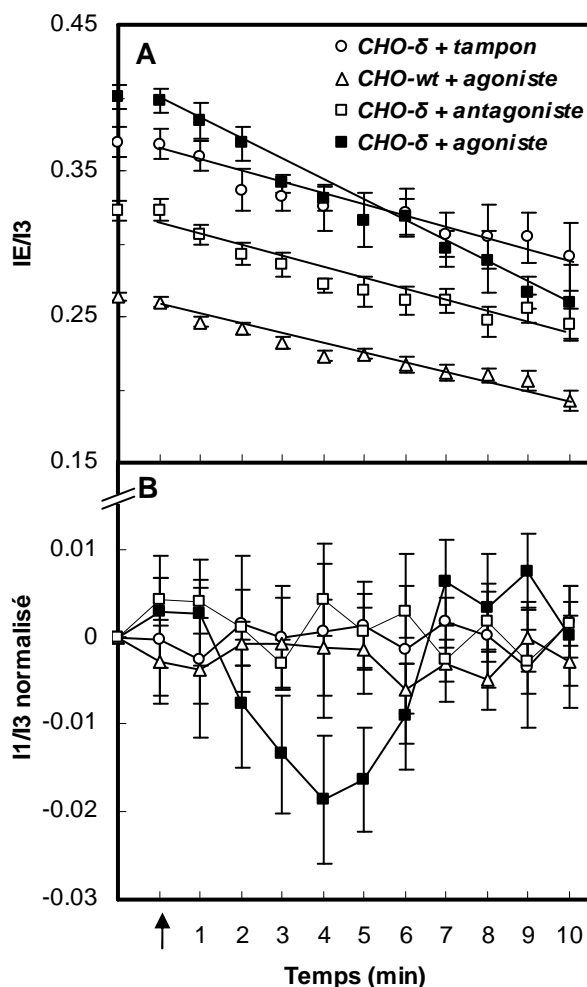 0.45
A
CHO-δ + tampon
CHO-wt + agoniste
CHO-δ + antagoniste
CHO-δ + agoniste
0.35
IE/I3
0.25
0.15
B
0.01
0
I1/I3 normalisé
-0.01
-0.02
-0.03
1 2 3 4 5 6 7 8 9 10
Temps (min)